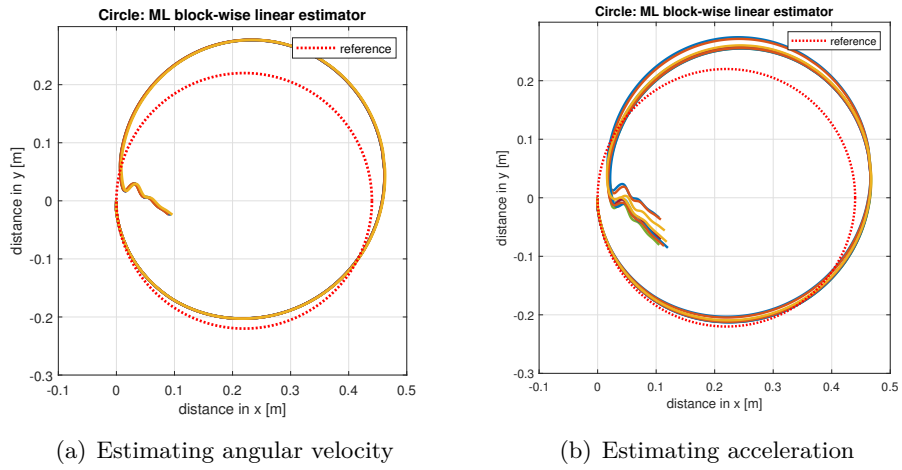 Circle: ML block-wise linear estimator
reference
0.2
0.1
0
-0.1
-0.2
-0.3
distance in y [m]
-0.1
0
0.1
0.2
0.3
0.4
0.5
distance in x [m]
(a) Estimating angular velocity
Circle: ML block-wise linear estimator
reference
0.2
0.1
0
-0.1
-0.2
-0.3
distance in y [m]
-0.1
0
0.1
0.2
0.3
0.4
0.5
distance in x [m]
(b) Estimating acceleration